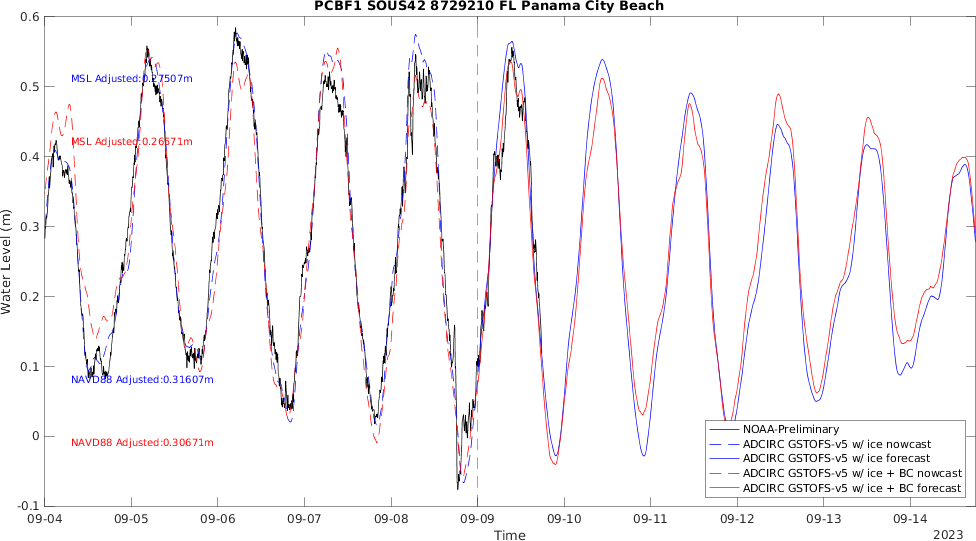 PCBF1 SOUS42 8729210 FL Panama City Beach
Water Level (m)
0.6
0.5
0.4
0.3
0.2
0.1
0
-0.1
MSL Adjusted:0.27507m
MSL Adjusted:0.26571m
NAVD88 Adjusted:0.31607m
NAVD88 Adjusted:0.30671m
NOAA-Preliminary
ADCIRC GSTOFS-v5 w/ ice nowcast
ADCIRC GSTOFS-v5 w/ ice forecast
ADCIRC GSTOFS-v5 w/ ice + BC nowcast
ADCIRC GSTOFS-v5 w/ ice + BC forecast
09-04 09-05 09-06 09-07 09-08 09-09 09-10 09-11 09-12 09-13 09-14
Time
2023